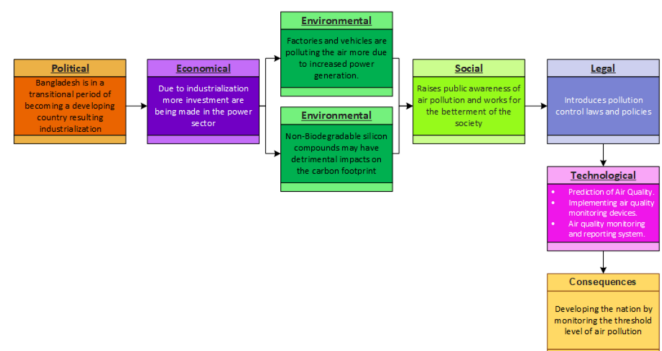 Political
Bangladesh is in a
transitional period of
becoming a developing
country resulting
industrialization
Economical
Due to industrialization
more investment are
being made in the power
sector
Environmental
Factories and vehicles are
polluting the air more due
to increased power
generation.
Environmental
Non-Biodegradable silicon
compounds may have
detrimental impacts on
the carbon footprint
Social
Raises public awareness of
air pollution and works for
the betterment of the
society
Legal
Introduces pollution
control laws and policies
Technological
• Prediction of Air Quality.
• Implementing air quality
monitoring devices.
• Air quality monitoring
and reporting system.
Consequences
Developing the nation by
monitoring the threshold
level of air pollution